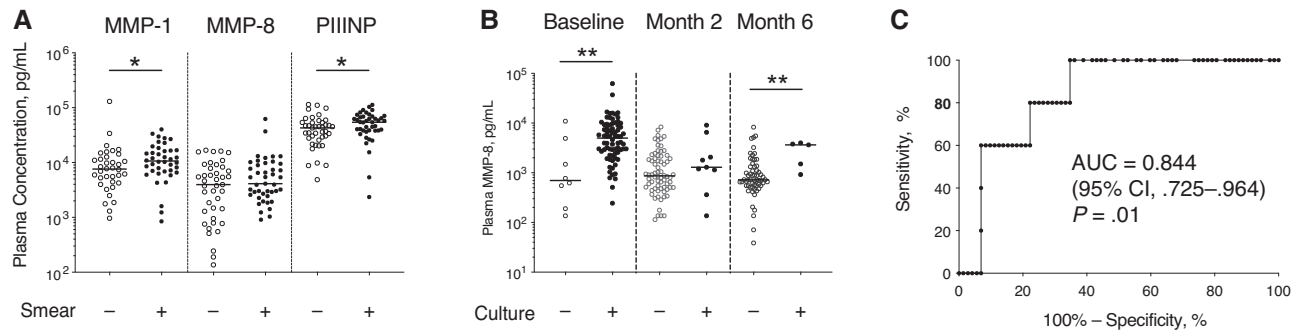 A
MMP-1 MMP-8 PIIINP
Plasma Concentration, pg/mL
10^6
10^5
10^4
10^3
10^2
* *
Smear − + − + − +
B
Baseline Month 2 Month 6
Plasma MMP-8, pg/mL
10^5
10^4
10^3
10^2
10^1
** **
Culture − + − + − +
C
Sensitivity, %
100
80
60
40
20
0
AUC = 0.844
(95% CI, .725–.964)
P = .01
0 20 40 60 80 100
100% – Specificity, %